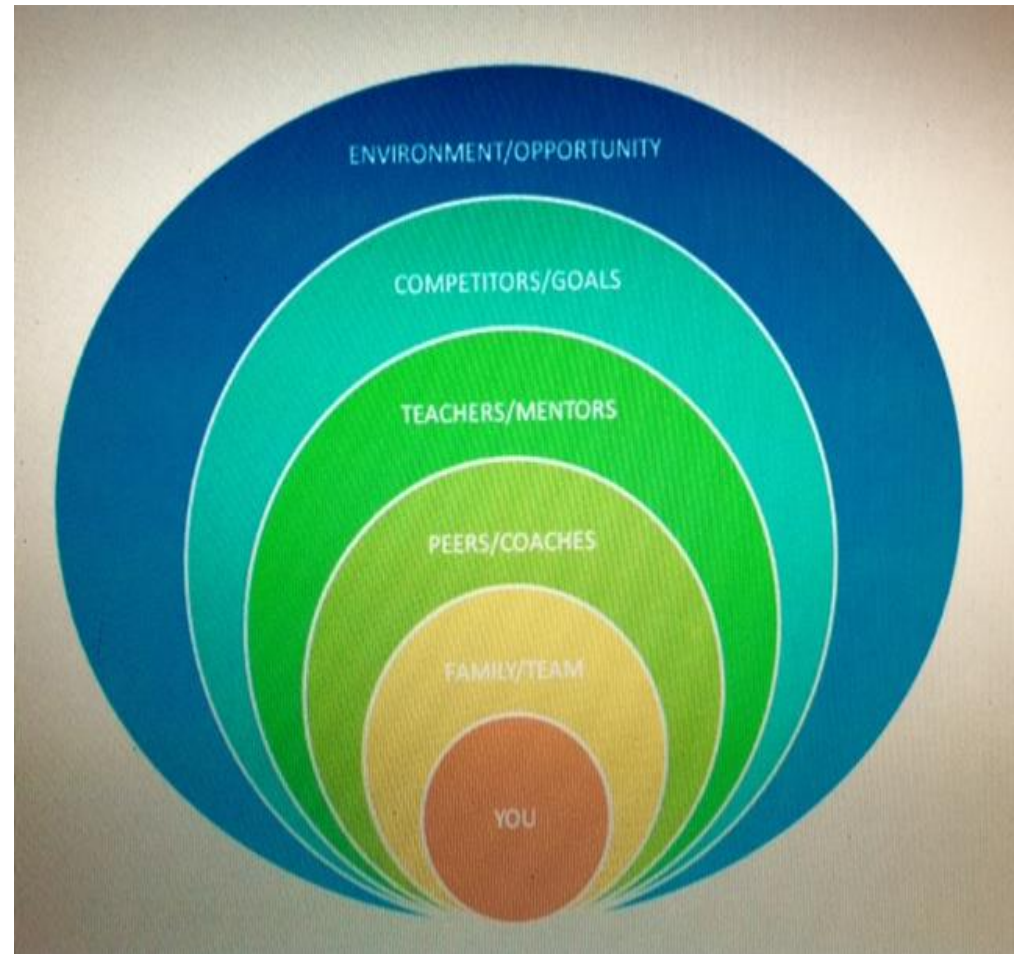 ENVIRONMENT/OPPORTUNITY
COMPETITORS/GOALS
TEACHERS/MENTORS
PEERS/COACHES
FAMILY/TEAM
YOU